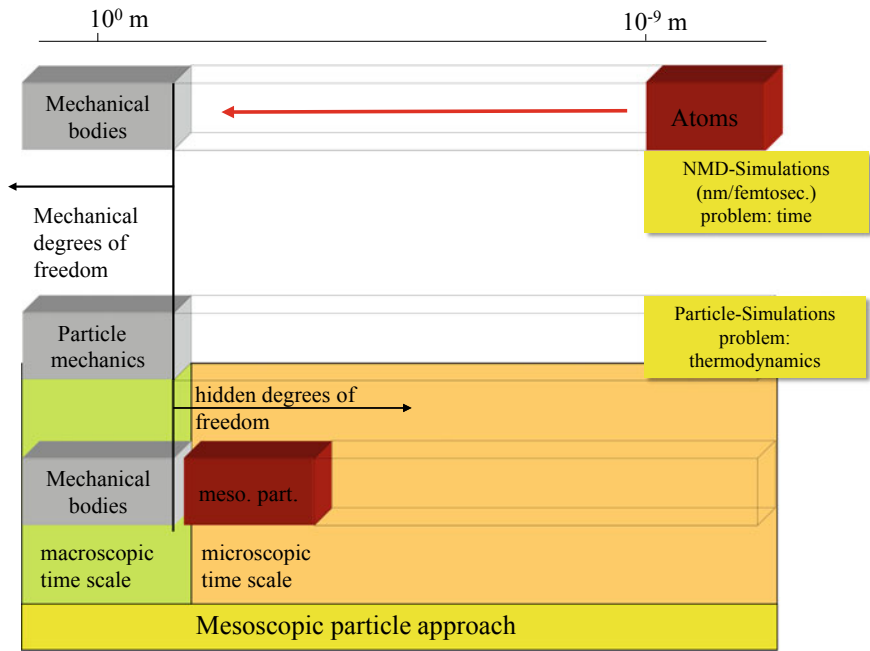 10⁰ m
10⁻⁹ m
Mechanical
bodies
Atoms
NMD-Simulations
(nm/femtosec.)
problem: time
Mechanical
degrees of
freedom
Particle
mechanics
Particle-Simulations
problem:
thermodynamics
hidden degrees of
freedom
Mechanical
bodies
meso. part.
macroscopic
time scale
microscopic
time scale
Mesoscopic particle approach